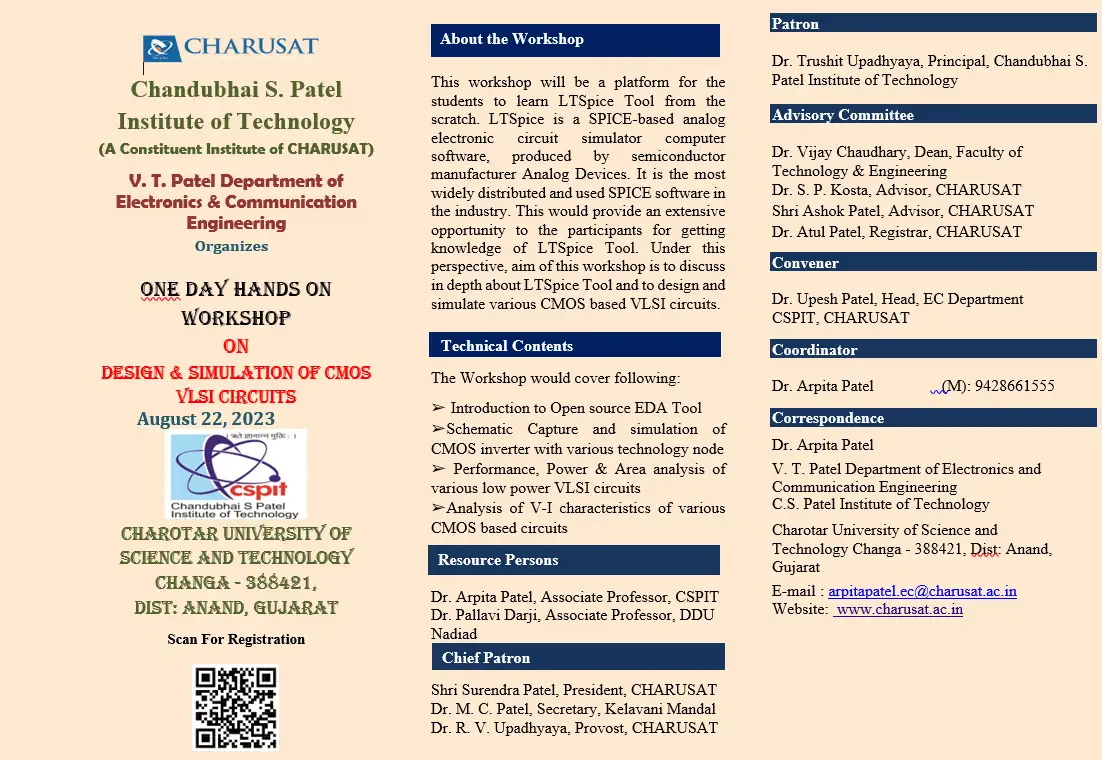 CHARUSAT
Chandubhai S. Patel
Institute of Technology
(A Constituent Institute of CHARUSAT)
V. T. Patel Department of
Electronics & Communication
Engineering
Organizes
ONE DAY HANDS ON
WORKSHOP
ON
DESIGN & SIMULATION OF CMOS
VLSI CIRCUITS
August 22, 2023
। ऋते ज्ञानान्न मुक्ति: ।
cspit
Chandubhai S Patel
Institute of Technology
CHAROTAR UNIVERSITY OF
SCIENCE AND TECHNOLOGY
CHANGA - 388421,
DIST: ANAND, GUJARAT
Scan For Registration
About the Workshop
This workshop will be a platform for the
students to learn LTSpice Tool from the
scratch. LTSpice is a SPICE-based analog
electronic circuit simulator computer
software, produced by semiconductor
manufacturer Analog Devices. It is the most
widely distributed and used SPICE software in
the industry. This would provide an extensive
opportunity to the participants for getting
knowledge of LTSpice Tool. Under this
perspective, aim of this workshop is to discuss
in depth about LTSpice Tool and to design and
simulate various CMOS based VLSI circuits.
Technical Contents
The Workshop would cover following:
➢ Introduction to Open source EDA Tool
➢Schematic Capture and simulation of
CMOS inverter with various technology node
➢ Performance, Power & Area analysis of
various low power VLSI circuits
➢Analysis of V-I characteristics of various
CMOS based circuits
Resource Persons
Dr. Arpita Patel, Associate Professor, CSPIT
Dr. Pallavi Darji, Associate Professor, DDU
Nadiad
Chief Patron
Shri Surendra Patel, President, CHARUSAT
Dr. M. C. Patel, Secretary, Kelavani Mandal
Dr. R. V. Upadhyaya, Provost, CHARUSAT
Patron
Dr. Trushit Upadhyaya, Principal, Chandubhai S.
Patel Institute of Technology
Advisory Committee
Dr. Vijay Chaudhary, Dean, Faculty of
Technology & Engineering
Dr. S. P. Kosta, Advisor, CHARUSAT
Shri Ashok Patel, Advisor, CHARUSAT
Dr. Atul Patel, Registrar, CHARUSAT
Convener
Dr. Upesh Patel, Head, EC Department
CSPIT, CHARUSAT
Coordinator
Dr. Arpita Patel (M): 9428661555
Correspondence
Dr. Arpita Patel
V. T. Patel Department of Electronics and
Communication Engineering
C.S. Patel Institute of Technology
Charotar University of Science and
Technology Changa - 388421, Dist: Anand,
Gujarat
E-mail : arpitapatel.ec@charusat.ac.in
Website: www.charusat.ac.in